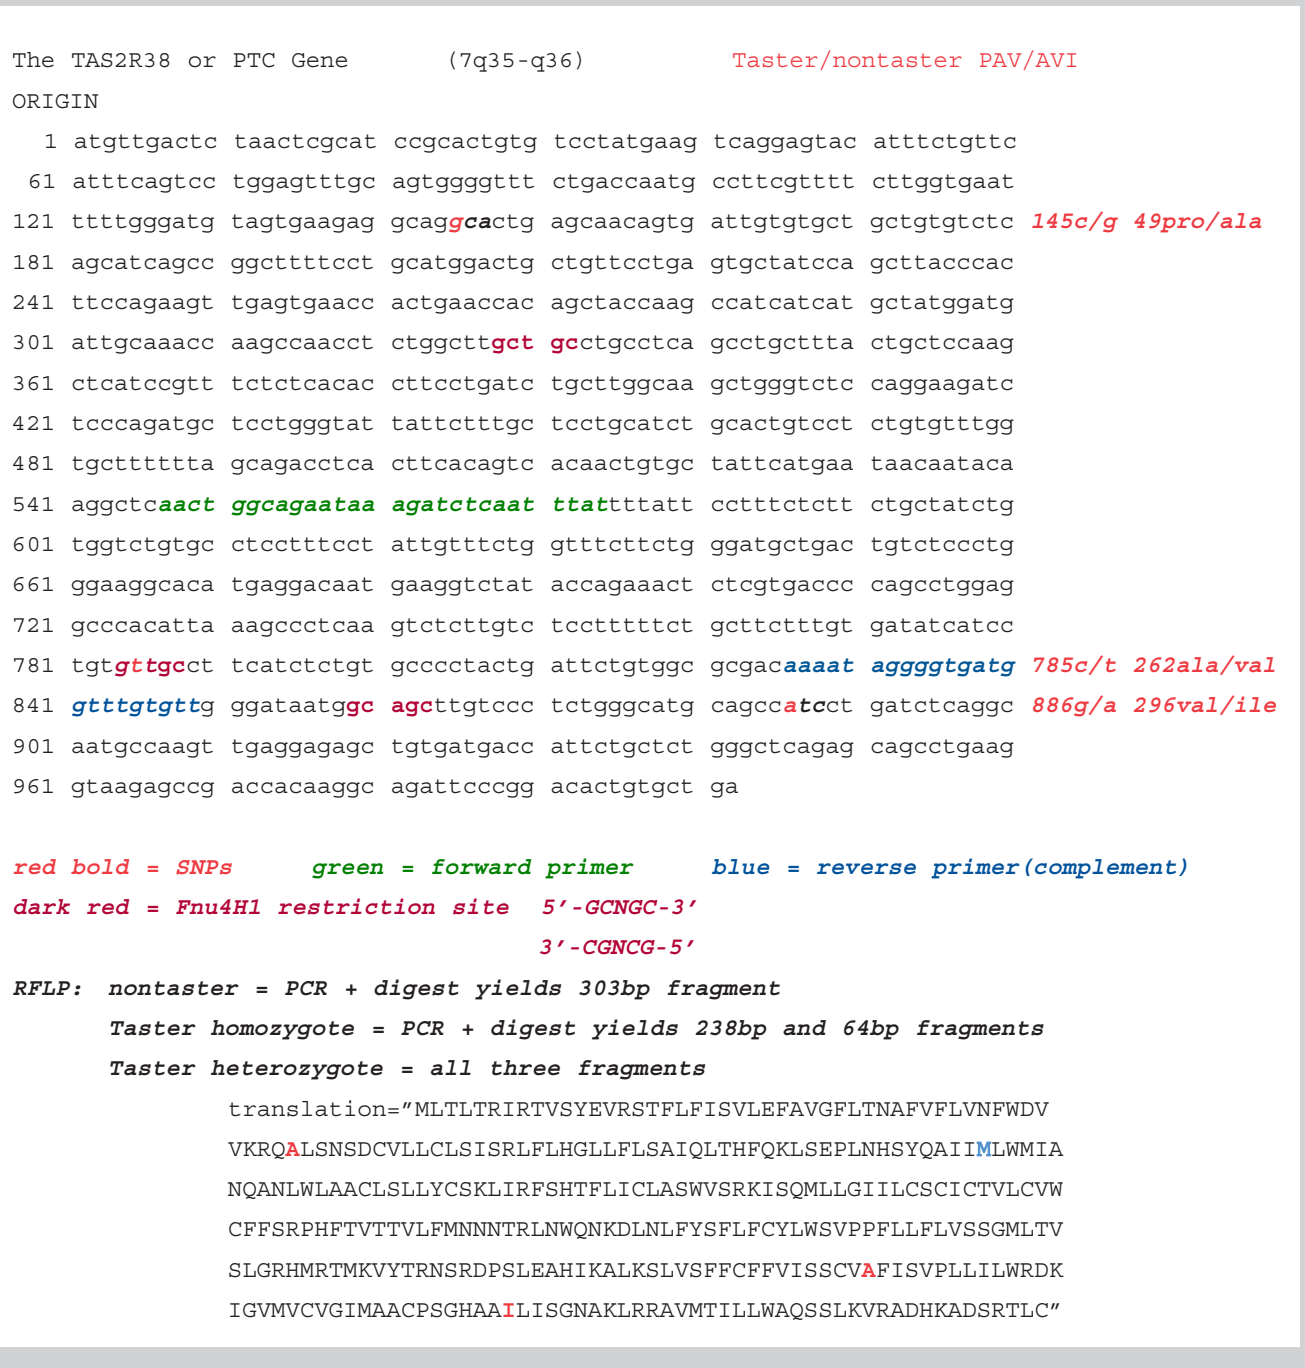 The TAS2R38 or PTC Gene (7q35-q36) Taster/nontaster PAV/AVI
ORIGIN
1 atgttgactc taactcgcat ccgcactgtg tcctatgaag tcaggagtac atttctgttc
61 atttcagtcc tggagtttgc agtggggttt ctgaccaatg ccttcgtttt cttggtgaat
121 ttttgggatg tagtgaagag gcaggcactg agcaacagtg attgtgtgct gctgtgtctc 145c/g 49pro/ala
181 agcatcagcc ggcttttcct gcatggactg ctgttcctga gtgctatcca gcttacccac
241 ttccagaagt tgagtgaacc actgaaccac agctaccaag ccatcatcat gctatggatg
301 attgcaaacc aagccaacct ctggcttgct gcctgcctca gcctgcttta ctgctccaag
361 ctcatccgtt tctctcacac cttcctgatc tgcttggcaa gctgggtctc caggaagatc
421 tcccagatgc tcctgggtat tattctttgc tcctgcatct gcactgtcct ctgtgtttgg
481 tgctttttta gcagacctca cttcacagtc acaactgtgc tattcatgaa taacaataca
541 aggctcaact ggcagaataa agatctcaat ttatttttatt cctttctctt ctgctatctg
601 tggtctgtgc ctcctttcct attgtttctg gtttcttctg ggatgctgac tgtctccctg
661 ggaaggcaca tgaggacaat gaaggtctat accagaaact ctcgtgaccc cagcctggag
721 gcccacatta aagccctcaa gtctcttgtc tcctttttct gcttctttgt gatatcatcc
781 tgtgttgcct tcatctctgt gcccctactg attctgtggc gcgacaaaat aggggtgatg 785c/t 262ala/val
841 gtttgtgttg ggataatggc agcttgtccc tctgggcatg cagccatcct gatctcaggc 886g/a 296val/ile
901 aatgccaagt tgaggagagc tgtgatgacc attctgctct gggctcagag cagcctgaag
961 gtaagagccg accacaaggc agattcccgg acactgtgct ga
red bold = SNPs green = forward primer blue = reverse primer(complement)
dark red = Fnu4H1 restriction site 5’-GCNGC-3’
3’-CGNCG-5’
RFLP: nontaster = PCR + digest yields 303bp fragment
Taster homozygote = PCR + digest yields 238bp and 64bp fragments
Taster heterozygote = all three fragments
translation=”MLTLTRIRTVSYEVRSTFLFISVLEFAVGFLTNAFVFLVNFWDV
VKRQALSNSDCVLLCLSISRLFLHGLLFLSAIQLTHFQKLSEPLNHSYQAIIMLWMIA
NQANLWLAACLSLLYCSKLIRFSHTFLICLASWVSRKISQMLLGIILCSCICTVLCVW
CFFSRPHFTVTTVLFMNNNTRLNWQNKDLNLFYSFLFCYLWSVPPFLLFLVSSGMLTV
SLGRHMRTMKVYTRNSRDPSLEAHIKALKSLVSFFCFFVISSCVAFISVPLLILWRDK
IGVMVCVGIMAACPSGHAAILISGNAKLRRAVMTILLWAQSSLKVRADHKADSRTLC”